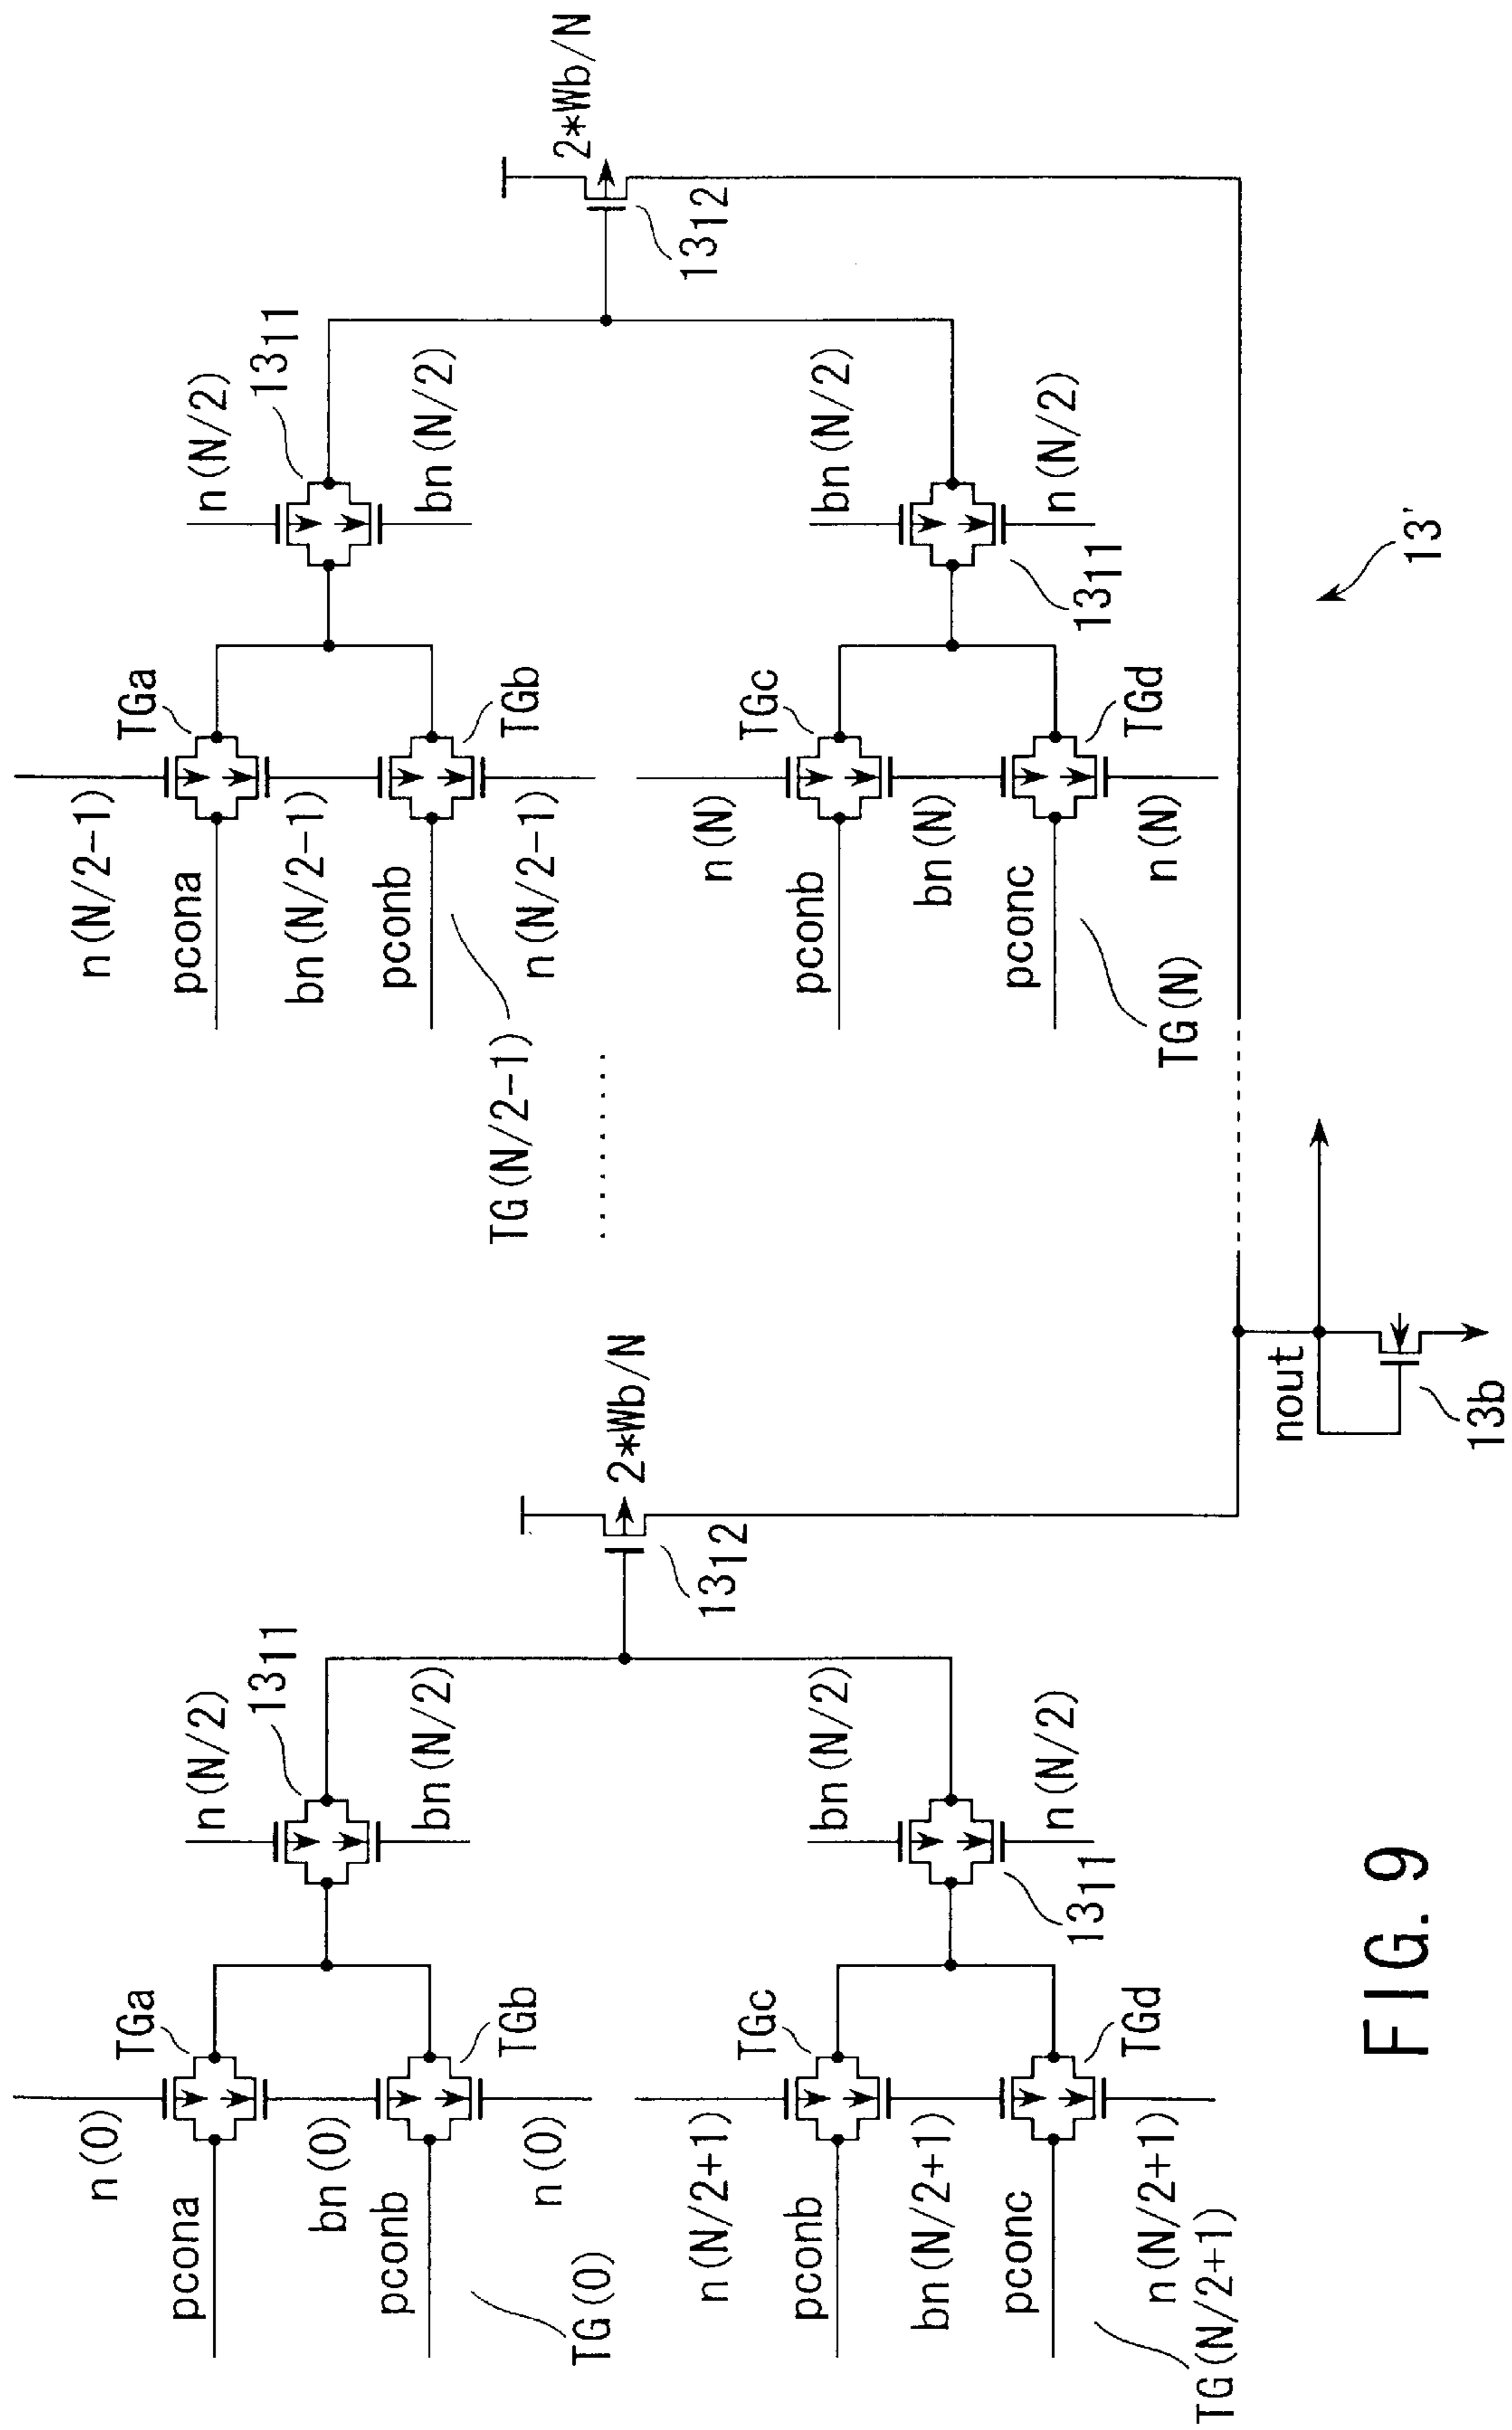 n(0)
TGa
pcona
bn(0)
pconb
TGb
n(0)
TG(0)
n(N/2)
13₁₁
bn(N/2)
n(N/2+1)
TGc
pconb
bn(N/2+1)
pconc
TGd
n(N/2+1)
TG(N/2+1)
bn(N/2)
n(N/2)
13₁₁
2*Wb/N
13₁₂
n(N/2-1)
TGa
pcona
bn(N/2-1)
pconb
TGb
n(N/2-1)
TG(N/2-1)
n(N/2)
13₁₁
bn(N/2)
n(N)
TGc
pconb
bn(N)
pconc
TGd
n(N)
TG(N)
bn(N/2)
n(N/2)
13₁₁
2*Wb/N
13₁₂
nout
13b
13'
FIG. 9